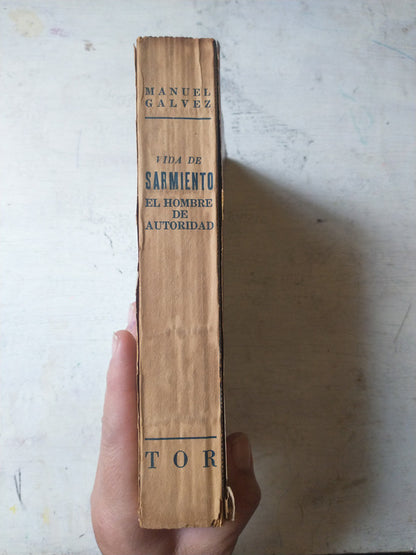 MANUEL
GALVEZ
VIDA DE
SARMIENTO
EL HOMBRE
DE
AUTORIDAD
TOR